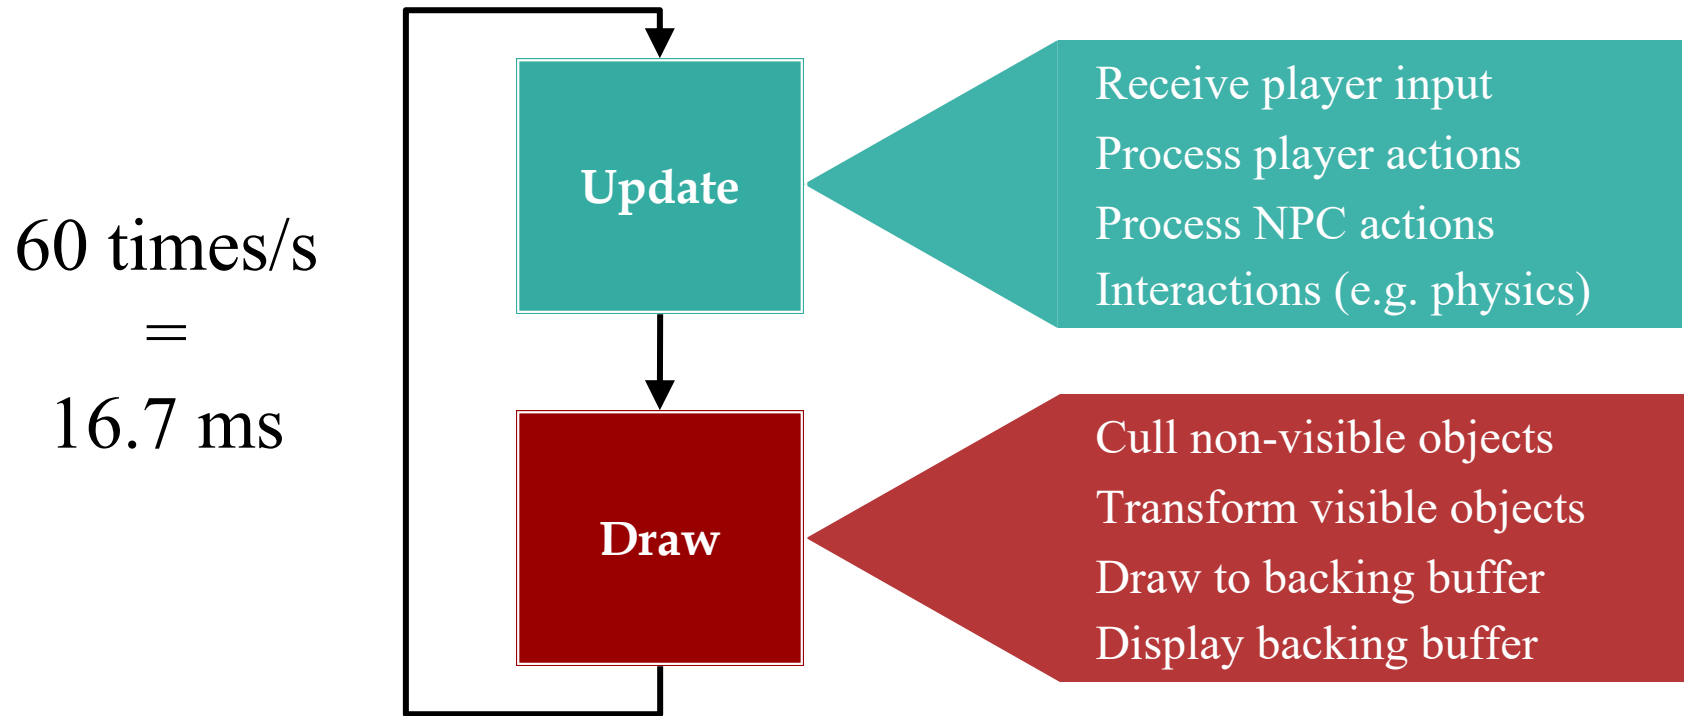 60 times/s
=
16.7 ms
Update
Receive player input
Process player actions
Process NPC actions
Interactions (e.g. physics)
Draw
Cull non-visible objects
Transform visible objects
Draw to backing buffer
Display backing buffer